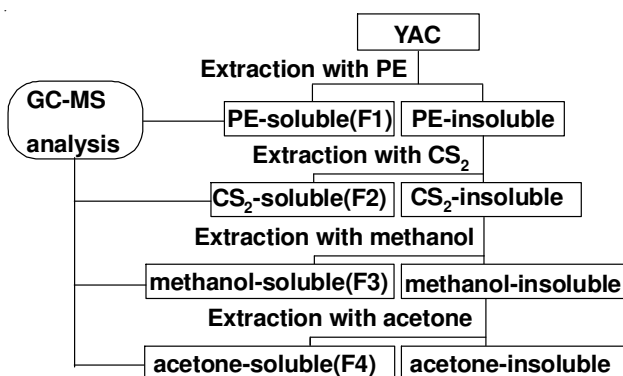 YAC
Extraction with PE
GC-MS
analysis
PE-soluble(F1) PE-insoluble
Extraction with CS₂
CS₂-soluble(F2) CS₂-insoluble
Extraction with methanol
methanol-soluble(F3) methanol-insoluble
Extraction with acetone
acetone-soluble(F4) acetone-insoluble